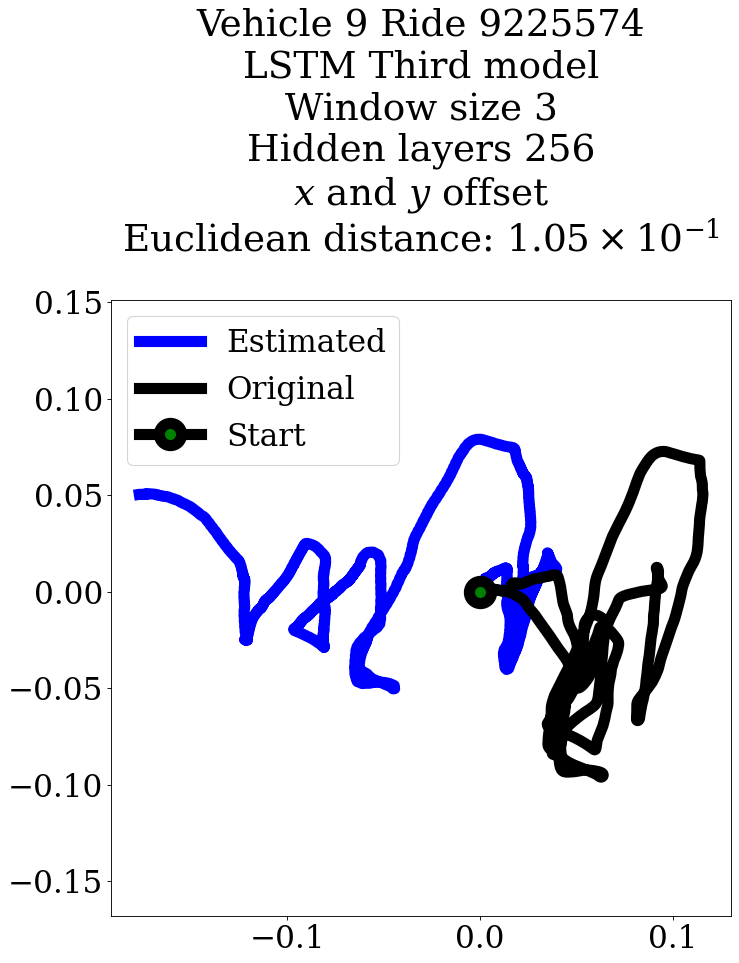 Vehicle 9 Ride 9225574
LSTM Third model
Window size 3
Hidden layers 256
x and y offset
Euclidean distance: 1.05 × 10⁻¹
0.15
Estimated
0.10
Original
Start
0.05
0.00
−0.05
−0.10
−0.15
−0.1 0.0 0.1